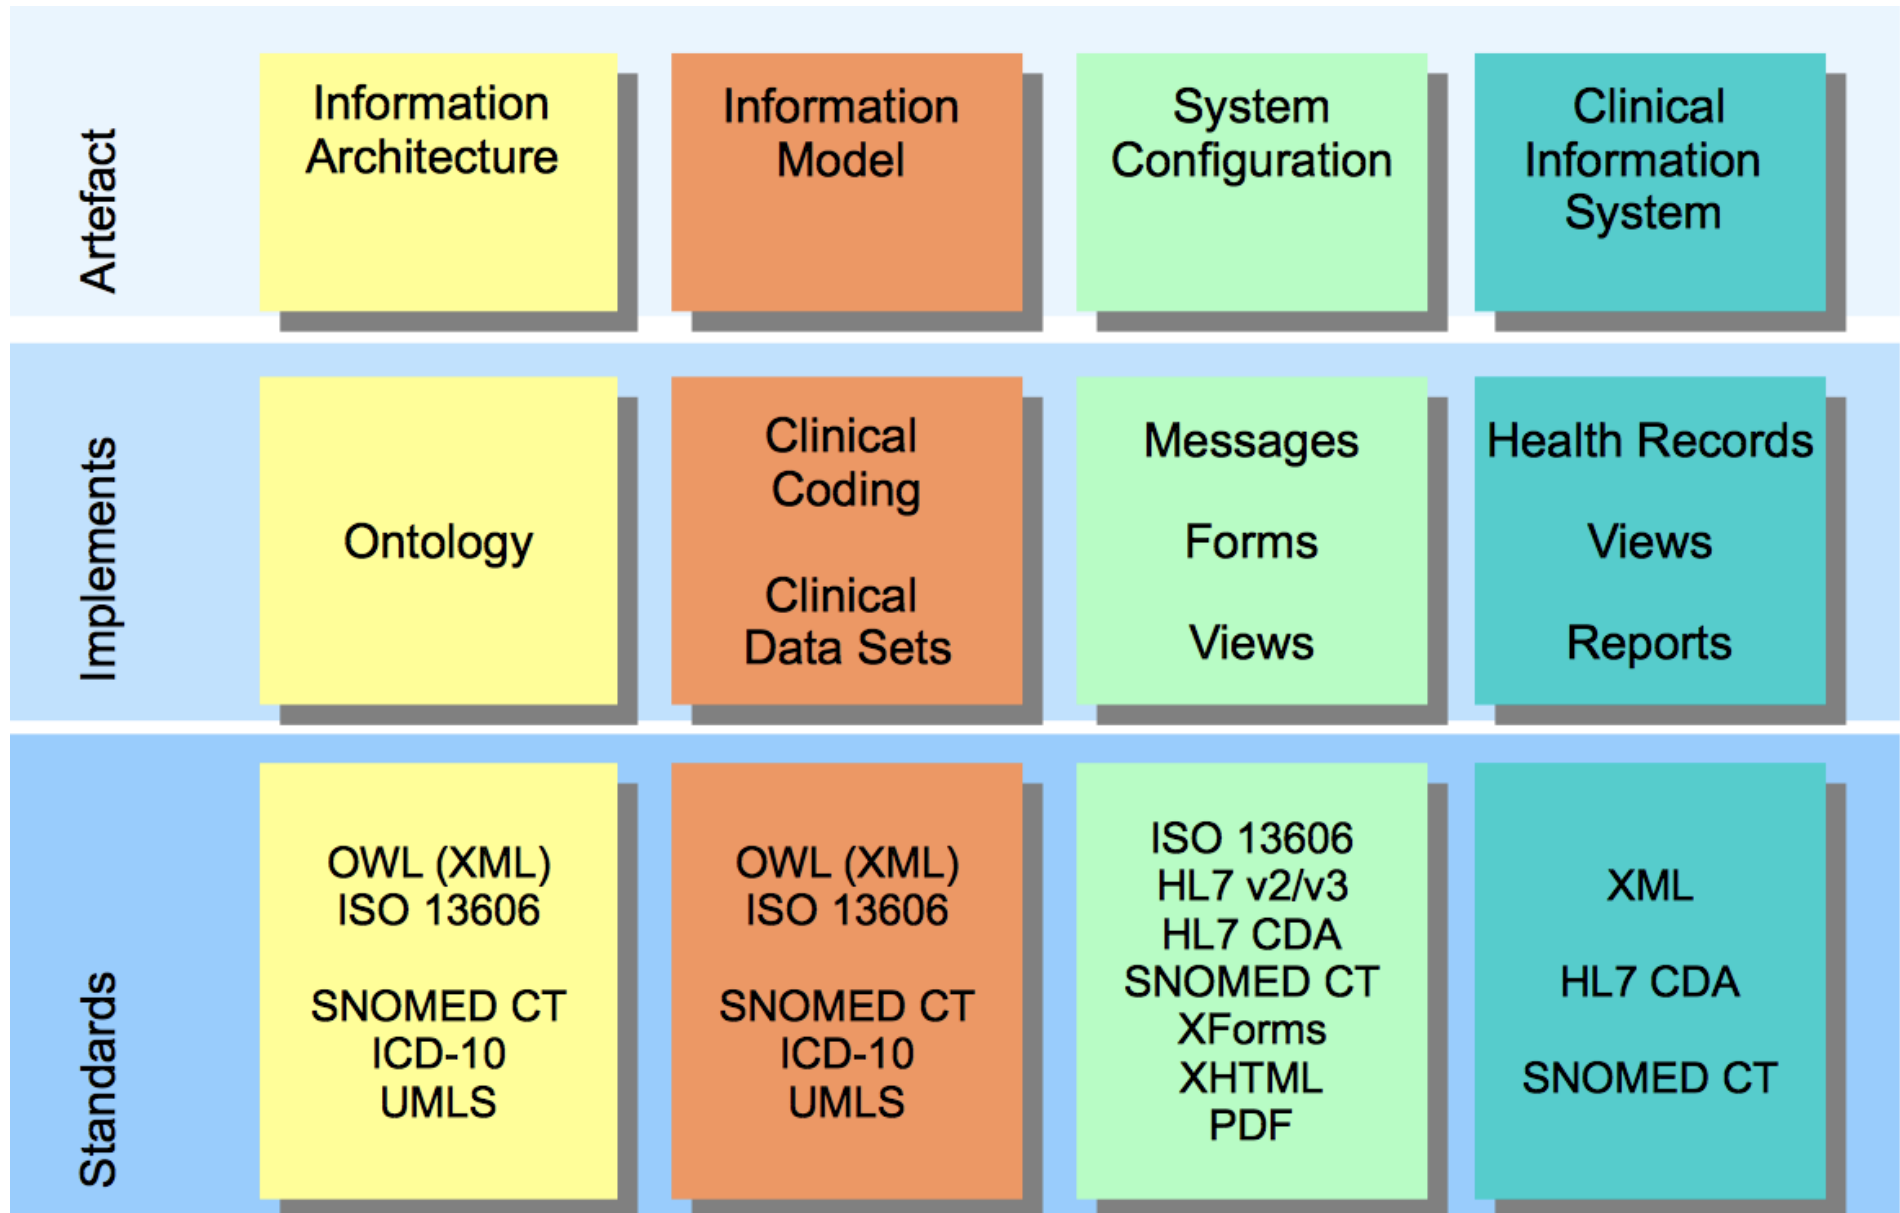 Artefact
Information
Architecture
Information
Model
System
Configuration
Clinical
Information
System
Implements
Ontology
Clinical
Coding
Clinical
Data Sets
Messages
Forms
Views
Health Records
Views
Reports
Standards
OWL (XML)
ISO 13606
SNOMED CT
ICD-10
UMLS
OWL (XML)
ISO 13606
SNOMED CT
ICD-10
UMLS
ISO 13606
HL7 v2/v3
HL7 CDA
SNOMED CT
XForms
XHTML
PDF
XML
HL7 CDA
SNOMED CT